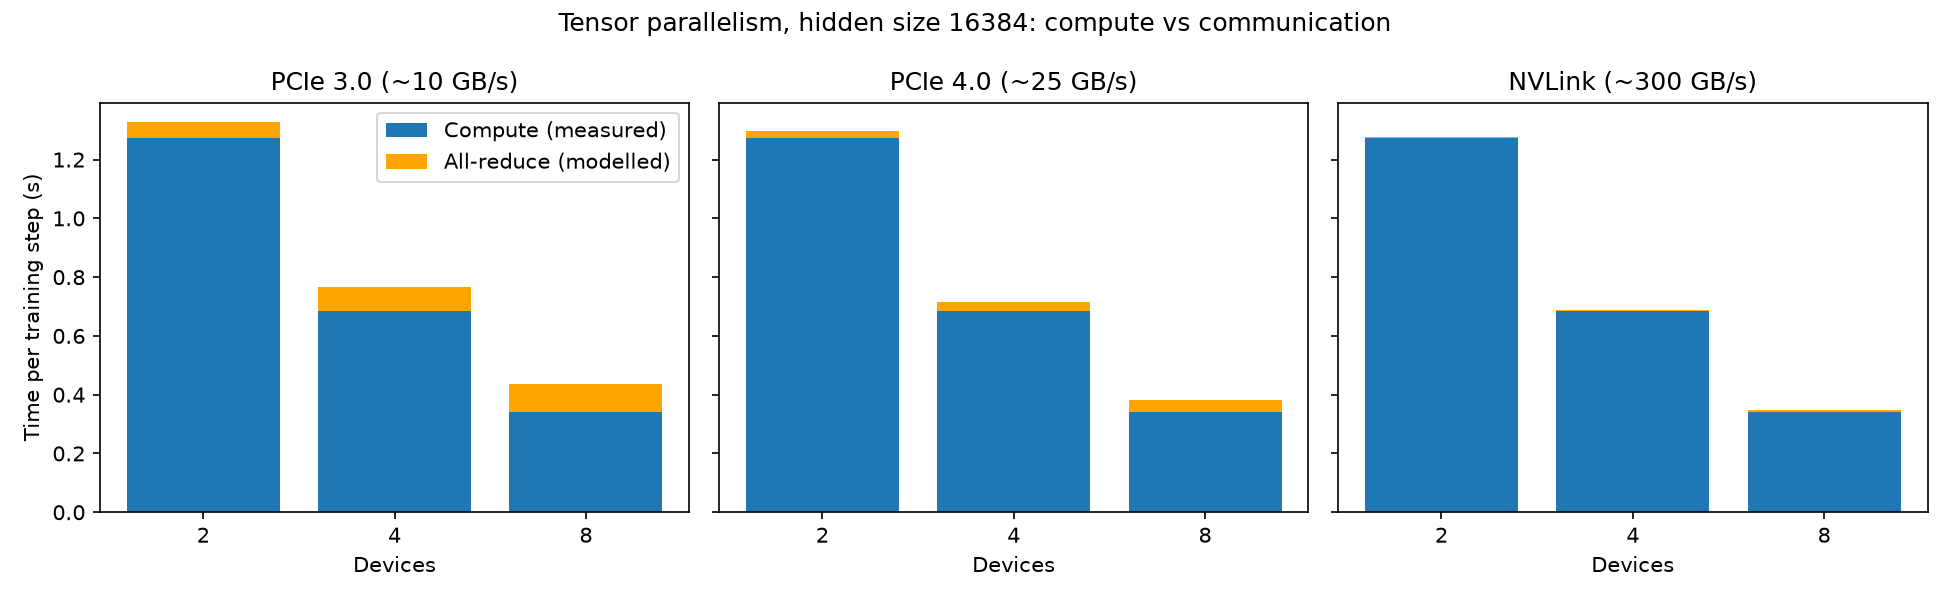 Tensor parallelism, hidden size 16384: compute vs communication
PCIe 3.0 (~10 GB/s)
Compute (measured)
All-reduce (modelled)
Time per training step (s)
1.2
1.0
0.8
0.6
0.4
0.2
0.0
2 4 8
Devices
PCIe 4.0 (~25 GB/s)
2 4 8
Devices
NVLink (~300 GB/s)
2 4 8
Devices